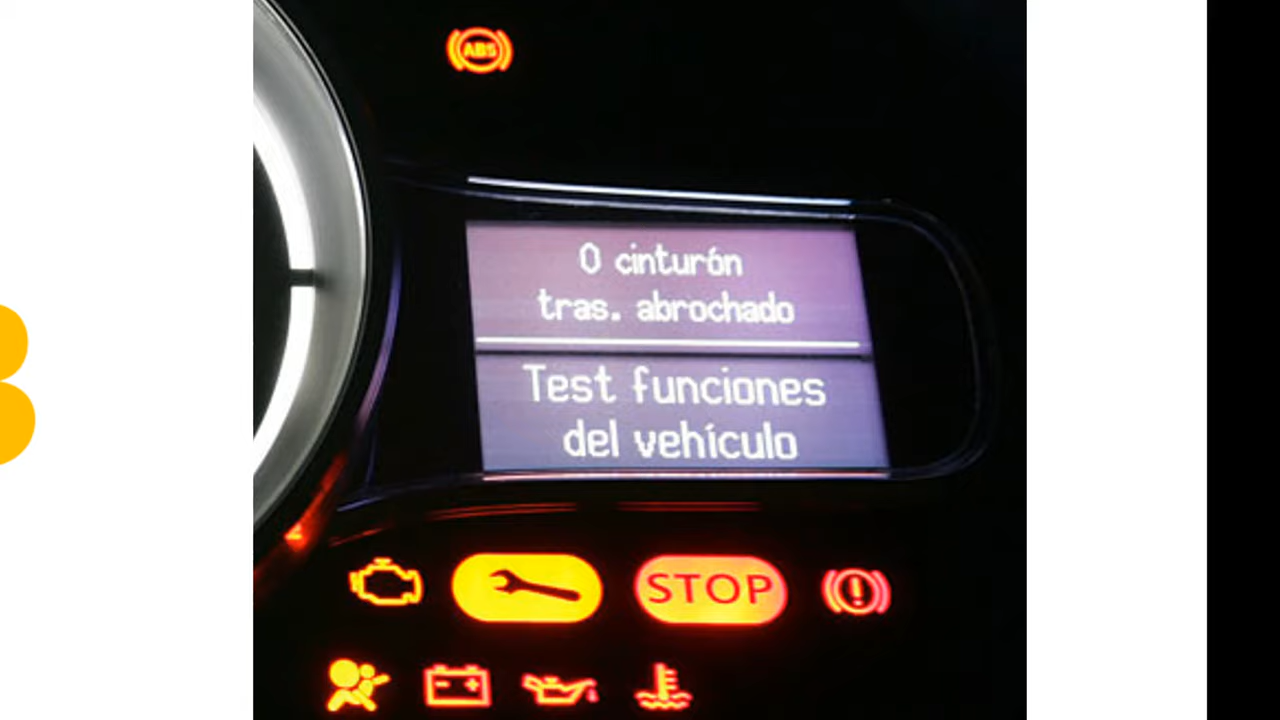 ABS
0 cinturón
tras. abrochado
Test funciones
del vehículo
STOP